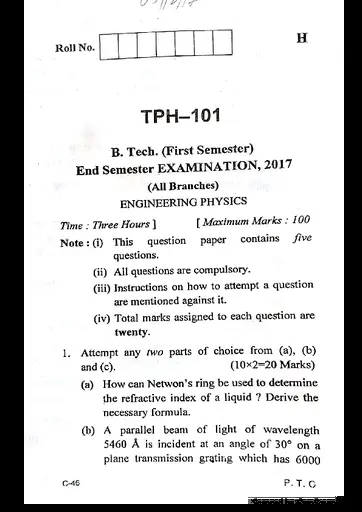 Roll No.
H
TPH–101
B. Tech. (First Semester)
End Semester EXAMINATION, 2017
(All Branches)
ENGINEERING PHYSICS
Time : Three Hours ] [ Maximum Marks : 100
Note : (i) This question paper contains five
questions.
(ii) All questions are compulsory.
(iii) Instructions on how to attempt a question
are mentioned against it.
(iv) Total marks assigned to each question are
twenty.
1. Attempt any two parts of choice from (a), (b)
and (c). (10×2=20 Marks)
(a) How can Netwon's ring be used to determine
the refractive index of a liquid ? Derive the
necessary formula.
(b) A parallel beam of light of wavelength
5460 Å is incident at an angle of 30° on a
plane transmission grating which has 6000
C-46 P. T. O